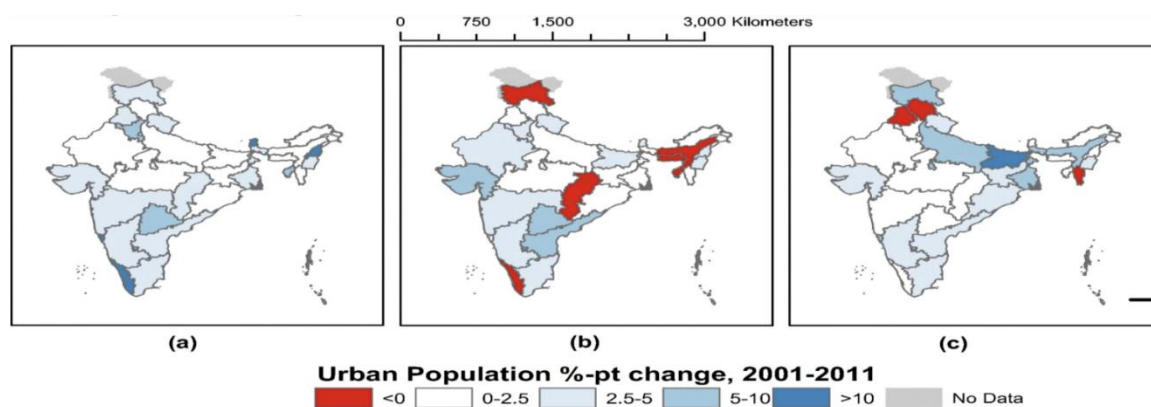 0 750 1,500 3,000 Kilometers
(a) (b) (c)
Urban Population %-pt change, 2001-2011
<0 0-2.5 2.5-5 5-10 >10 No Data